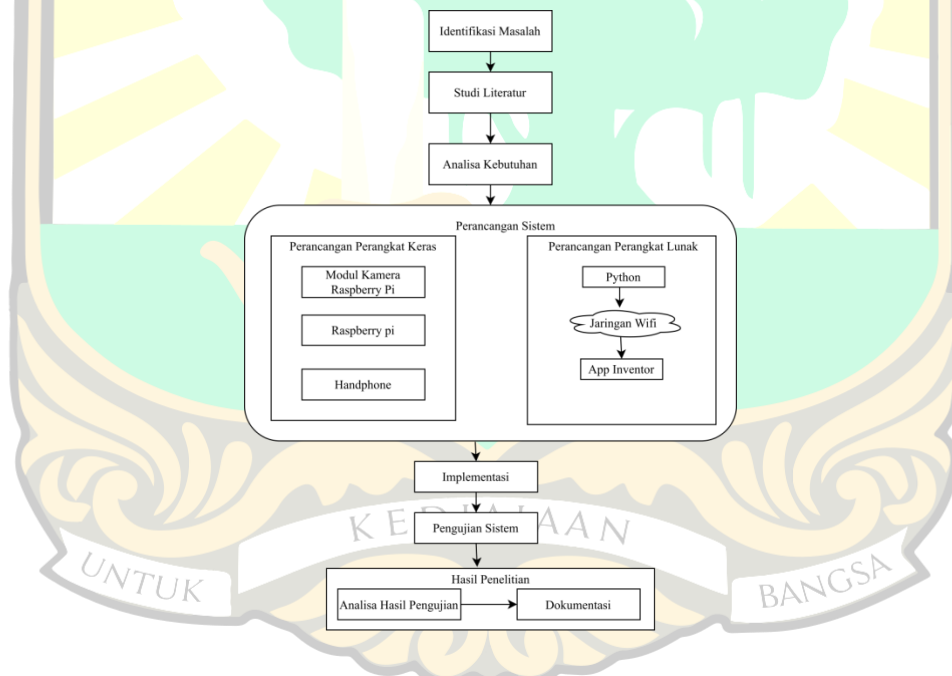 Identifikasi Masalah
Studi Literatur
Analisa Kebutuhan
Perancangan Sistem
Perancangan Perangkat Keras
Modul Kamera
Raspberry Pi
Raspberry pi
Handphone
Perancangan Perangkat Lunak
Python
Jaringan Wifi
App Inventor
Implementasi
Pengujian Sistem
Hasil Penelitian
Analisa Hasil Pengujian
Dokumentasi
UNTUK
BANGSA